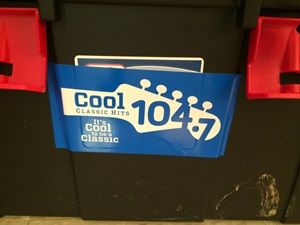 Cool
CLASSIC HITS
104.7
It's
Cool
to be a
Classic